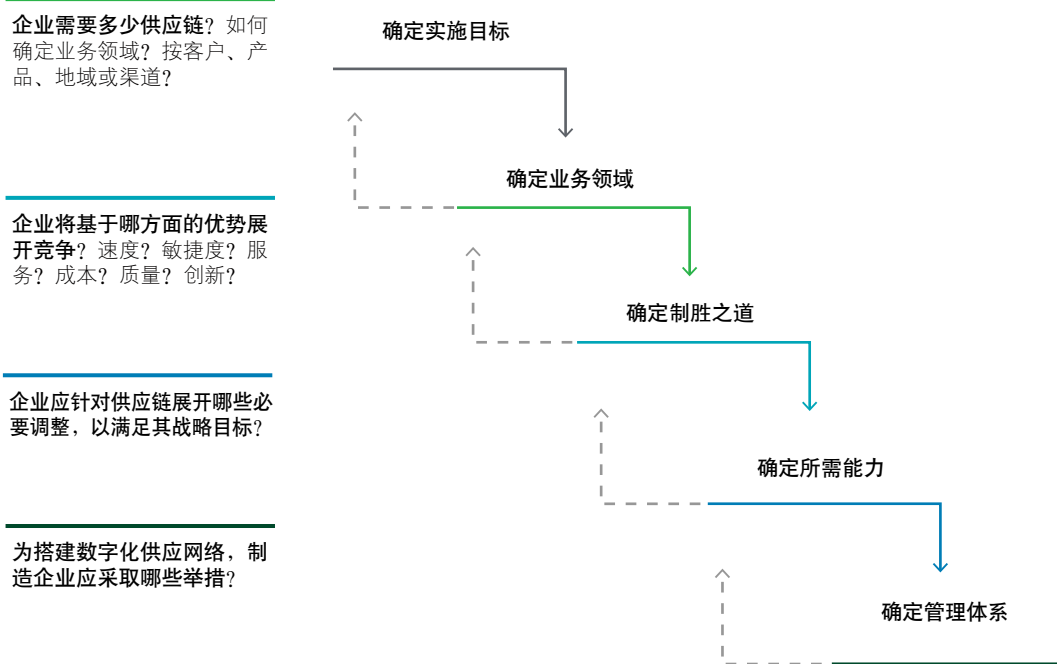 企业需要多少供应链？如何
确定业务领域？按客户、产
品、地域或渠道？
企业将基于哪方面的优势展
开竞争？速度？敏捷度？服
务？成本？质量？创新？
企业应针对供应链展开哪些必
要调整，以满足其战略目标？
为搭建数字化供应网络，制
造企业应采取哪些举措？
确定实施目标
确定业务领域
确定制胜之道
确定所需能力
确定管理体系